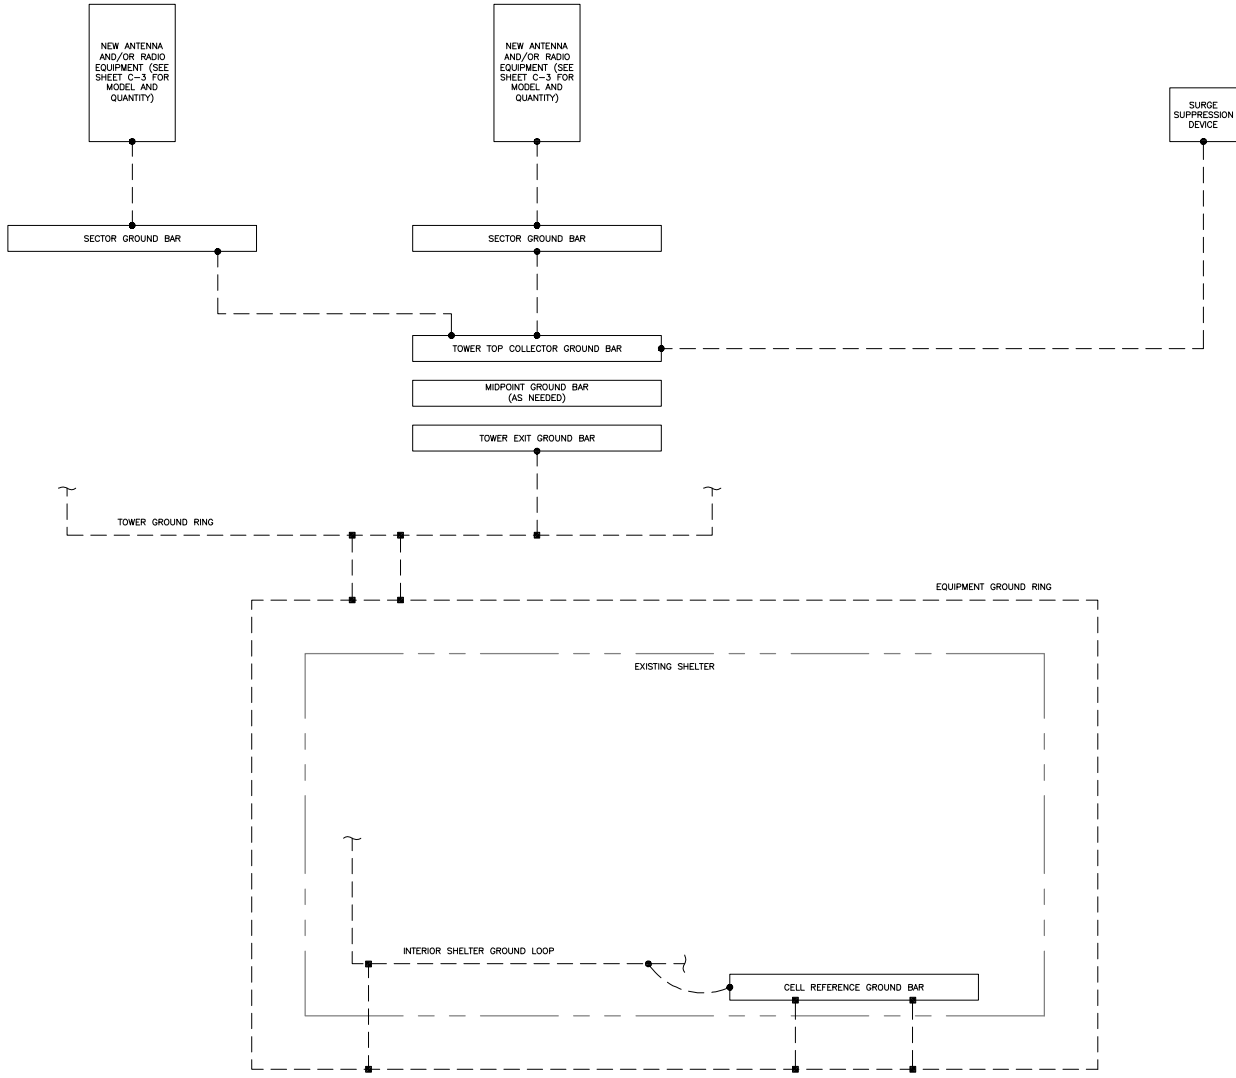 NEW ANTENNA
AND/OR RADIO
EQUIPMENT (SEE
SHEET C-3 FOR
MODEL AND
QUANTITY)
NEW ANTENNA
AND/OR RADIO
EQUIPMENT (SEE
SHEET C-3 FOR
MODEL AND
QUANTITY)
SURGE
SUPPRESSION
DEVICE
SECTOR GROUND BAR
SECTOR GROUND BAR
TOWER TOP COLLECTOR GROUND BAR
MIDPOINT GROUND BAR
(AS NEEDED)
TOWER EXIT GROUND BAR
TOWER GROUND RING
EQUIPMENT GROUND RING
EXISTING SHELTER
INTERIOR SHELTER GROUND LOOP
CELL REFERENCE GROUND BAR